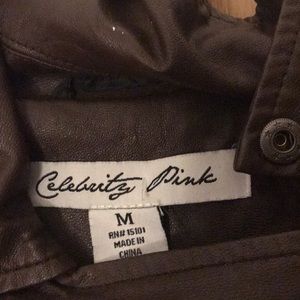 Celebrity Pink
M
RN# 15101
MADE IN
CHINA